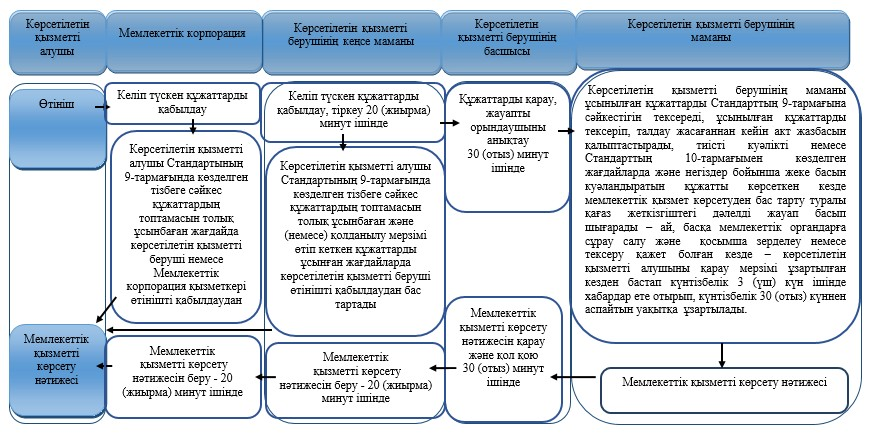 Көрсетілетін
қызметті
алушы
Мемлекеттік корпорация
Көрсетілетін қызметті
берушінің кеңсе маманы
Көрсетілетін
қызметті берушінің
басшысы
Көрсетілетін қызметті берушінің
маманы
Өтініш
Келіп түскен құжаттарды
қабылдау
Келіп түскен құжаттарды
қабылдау, тіркеу 20 (жиырма)
минут ішінде
Құжаттарды қарау,
жауапты
орындаушыны
анықтау
30 (отыз) минут
ішінде
Көрсетілетін қызметті берушінің маманы
ұсынылған құжаттарды Стандарттың 9-тармағына
сәйкестігін тексереді, ұсынылған құжаттарды
тексеріп, талдау жасағаннан кейін акт жазбасын
қалыптастырады, тиісті куәлікті немесе
Стандарттың 10-тармағымен көзделген
жағдайларда және негіздер бойынша жеке басын
куәландыратын құжатты көрсеткен кезде
мемлекеттік қызмет көрсетуден бас тарту туралы
қағаз жеткізгіштегі дәлелді жауап басып
шығарады – ай, басқа мемлекеттік органдарға
сұрау салу және қосымша зерделеу немесе
тексеру қажет болған кезде – көрсетілетін
қызметті алушыны қарау мерзімі ұзартылған
кезден бастап күнтізбелік 3 (үш) күн ішінде
хабардар ете отырып, күнтізбелік 30 (отыз) күннен
аспайтын уақытқа ұзартылады.
Көрсетілетін қызметті
алушы Стандартының
9-тармағында көзделген
тізбеге сәйкес
құжаттардың
топтамасын толық
ұсынбаған жағдайда
көрсетілетін қызметті
беруші немесе
Мемлекеттік
корпорация қызметкері
өтінішті қабылдаудан
Көрсетілетін қызметті алушы
Стандартының 9-тармағында
көзделген тізбеге сәйкес
құжаттардың топтамасын
толық ұсынбаған және
(немесе) қолданылу мерзімі
өтіп кеткен құжаттарды
ұсынған жағдайларда
көрсетілетін қызметті беруші
өтінішті қабылдаудан бас
тартады
Мемлекеттік
қызметті
көрсету
нәтижесі
Мемлекеттік
қызметті көрсету
нәтижесін беру - 20
(жиырма) минут ішінде
Мемлекеттік
қызметті көрсету
нәтижесін беру - 20 (жиырма)
минут ішінде
Мемлекеттік
қызметті көрсету
нәтижесін қарау
және қол қою
30 (отыз) минут
ішінде
Мемлекеттік қызметті көрсету нәтижесі